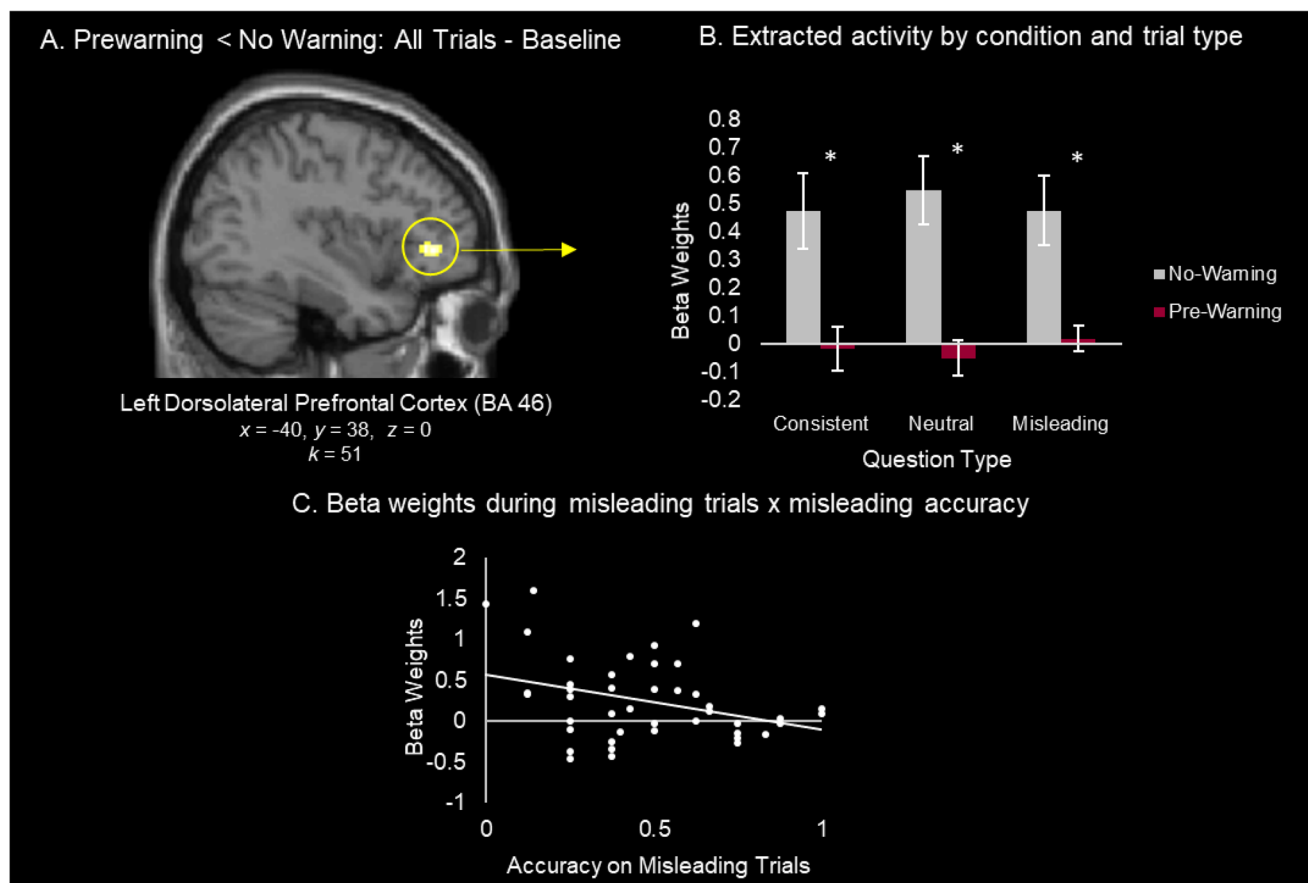 A. Prewarning < No Warning: All Trials - Baseline
Left Dorsolateral Prefrontal Cortex (BA 46)
x = -40, y = 38, z = 0
k = 51
B. Extracted activity by condition and trial type
0.8
0.7
0.6
0.5
0.4
0.3
0.2
0.1
0
-0.1
-0.2
Beta Weights
* * *
Consistent Neutral Misleading
Question Type
No-Warning
Pre-Warning
C. Beta weights during misleading trials x misleading accuracy
2
1.5
1
0.5
0
-0.5
-1
Beta Weights
0 0.5 1
Accuracy on Misleading Trials